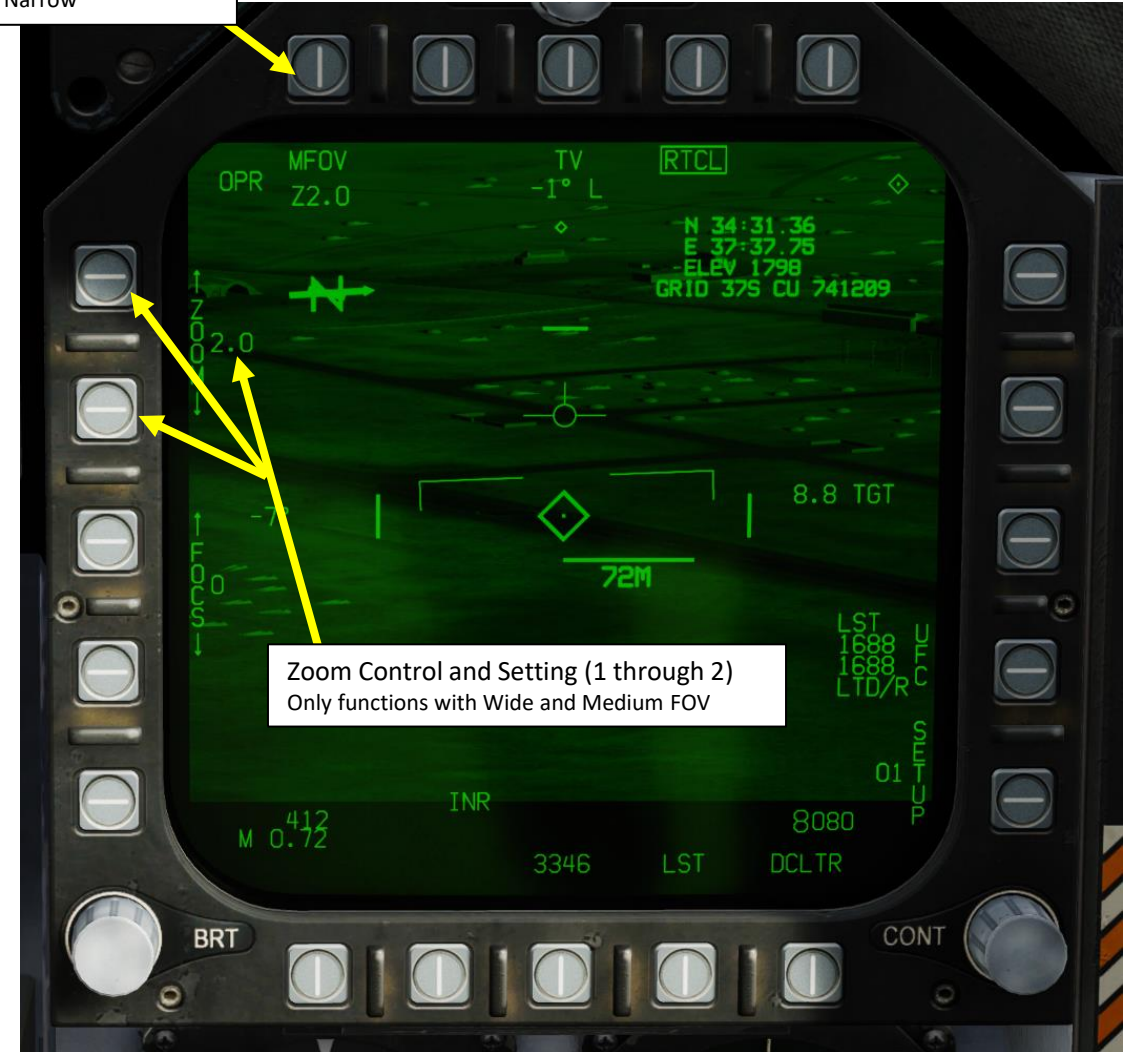 Narrow
MFOV
TV
RTCL
OPR
Z2.0
-1° L
N 34:31.36
E 37:37.75
ELEV 1798
GRID 37S CU 741209
N
ZOOM
2.0
8.8 TGT
-7°
FOCS
0
72M
LST
1688
1688
LTD/R
UFC
Zoom Control and Setting (1 through 2)
Only functions with Wide and Medium FOV
SETUP
01
INR
412
M 0.72
8080
3346
LST
DCLTR
BRT
CONT